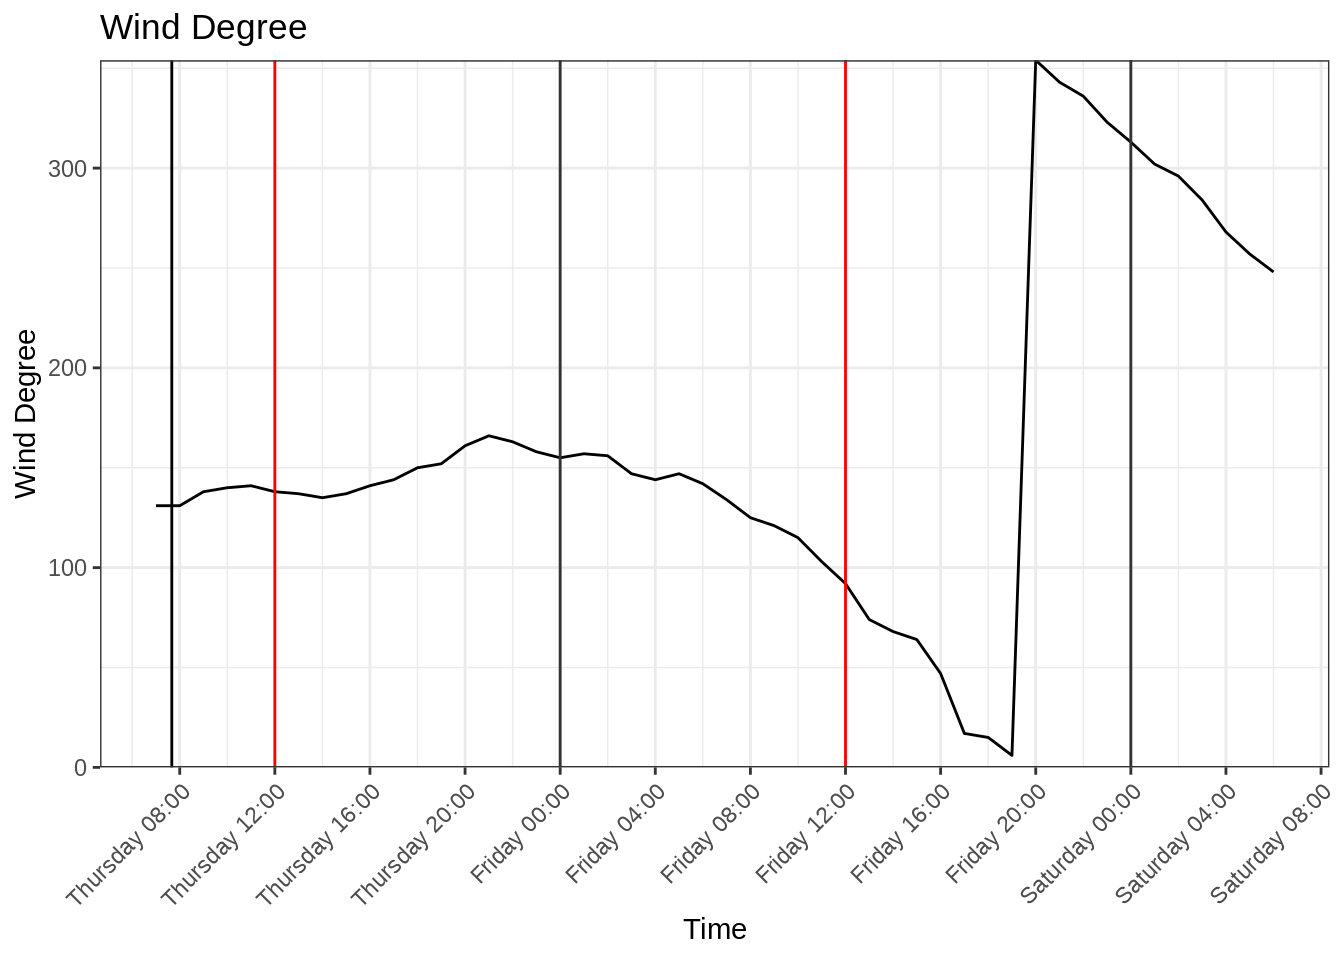 Wind Degree
Wind Degree
300
200
100
0
Thursday 08:00
Thursday 12:00
Thursday 16:00
Thursday 20:00
Friday 00:00
Friday 04:00
Friday 08:00
Friday 12:00
Friday 16:00
Friday 20:00
Saturday 00:00
Saturday 04:00
Saturday 08:00
Time